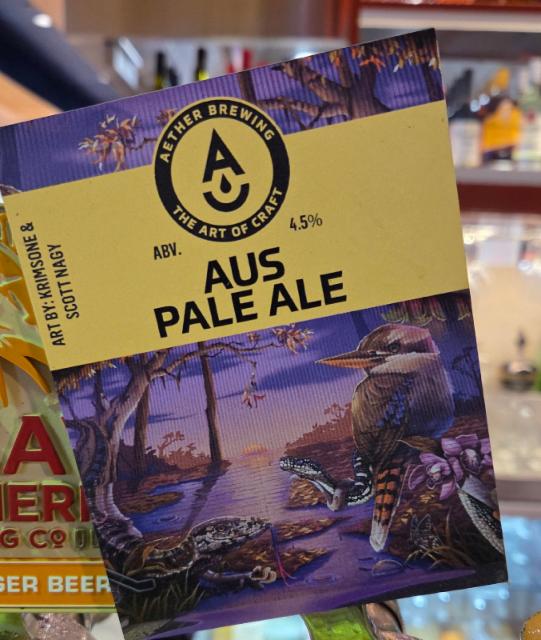 AETHER BREWING
THE ART OF CRAFT
ABV. 4.5%
AUS
PALE ALE
ART BY: KRIMSONE &
SCOTT NAGY
A
G CO
GER BEER